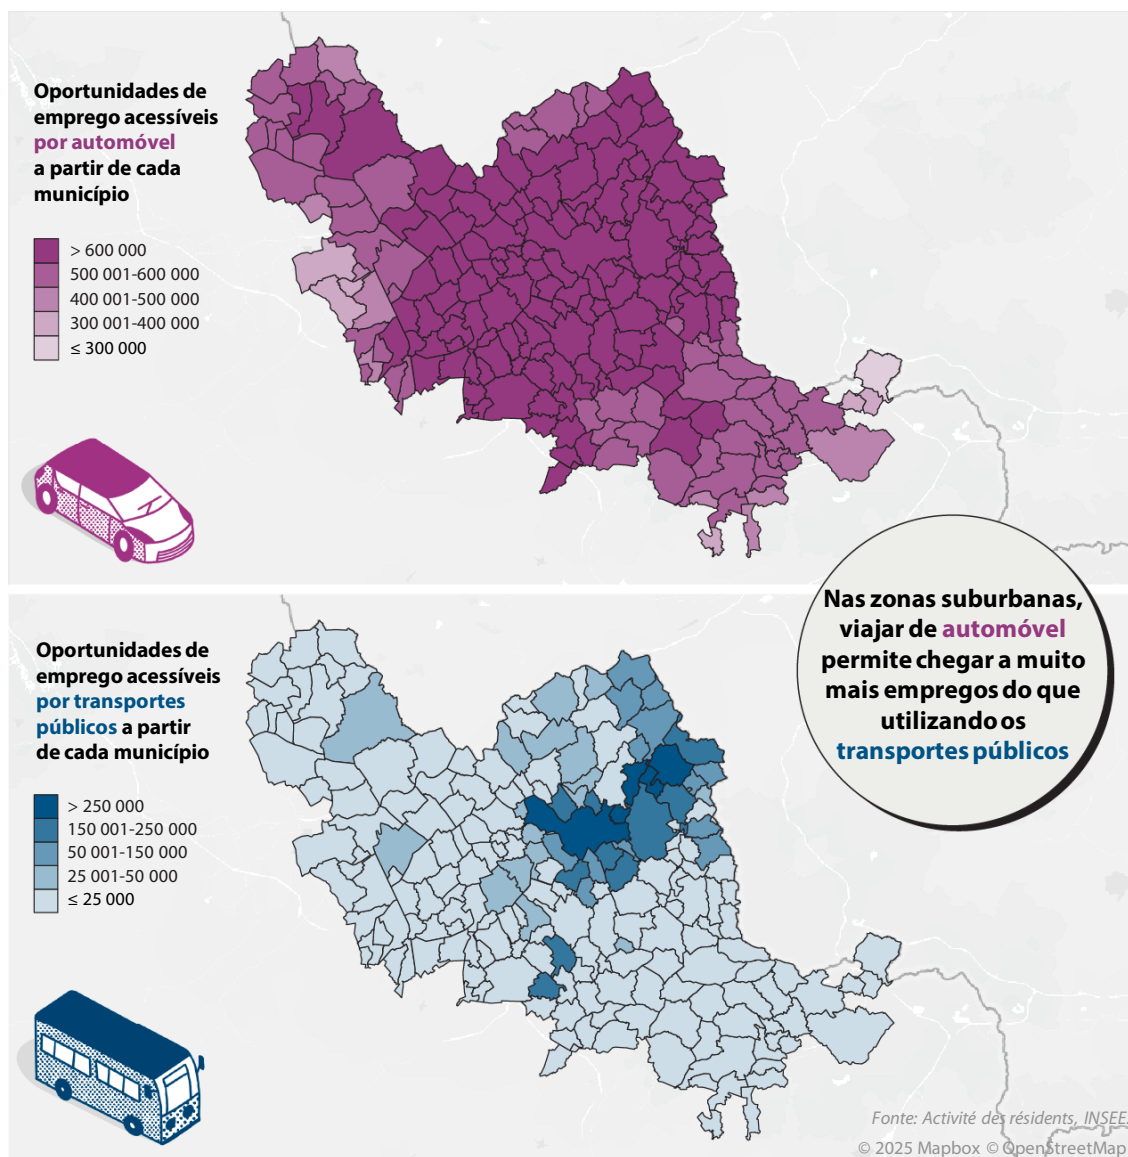 Oportunidades de
emprego acessíveis
por automóvel
a partir de cada
município
> 600 000
500 001-600 000
400 001-500 000
300 001-400 000
≤ 300 000
Nas zonas suburbanas,
viajar de automóvel
permite chegar a muito
mais empregos do que
utilizando os
transportes públicos
Oportunidades de
emprego acessíveis
por transportes
públicos a partir
de cada município
> 250 000
150 001-250 000
50 001-150 000
25 001-50 000
≤ 25 000
Fonte: Activité des résidents, INSEE.
© 2025 Mapbox © OpenStreetMap